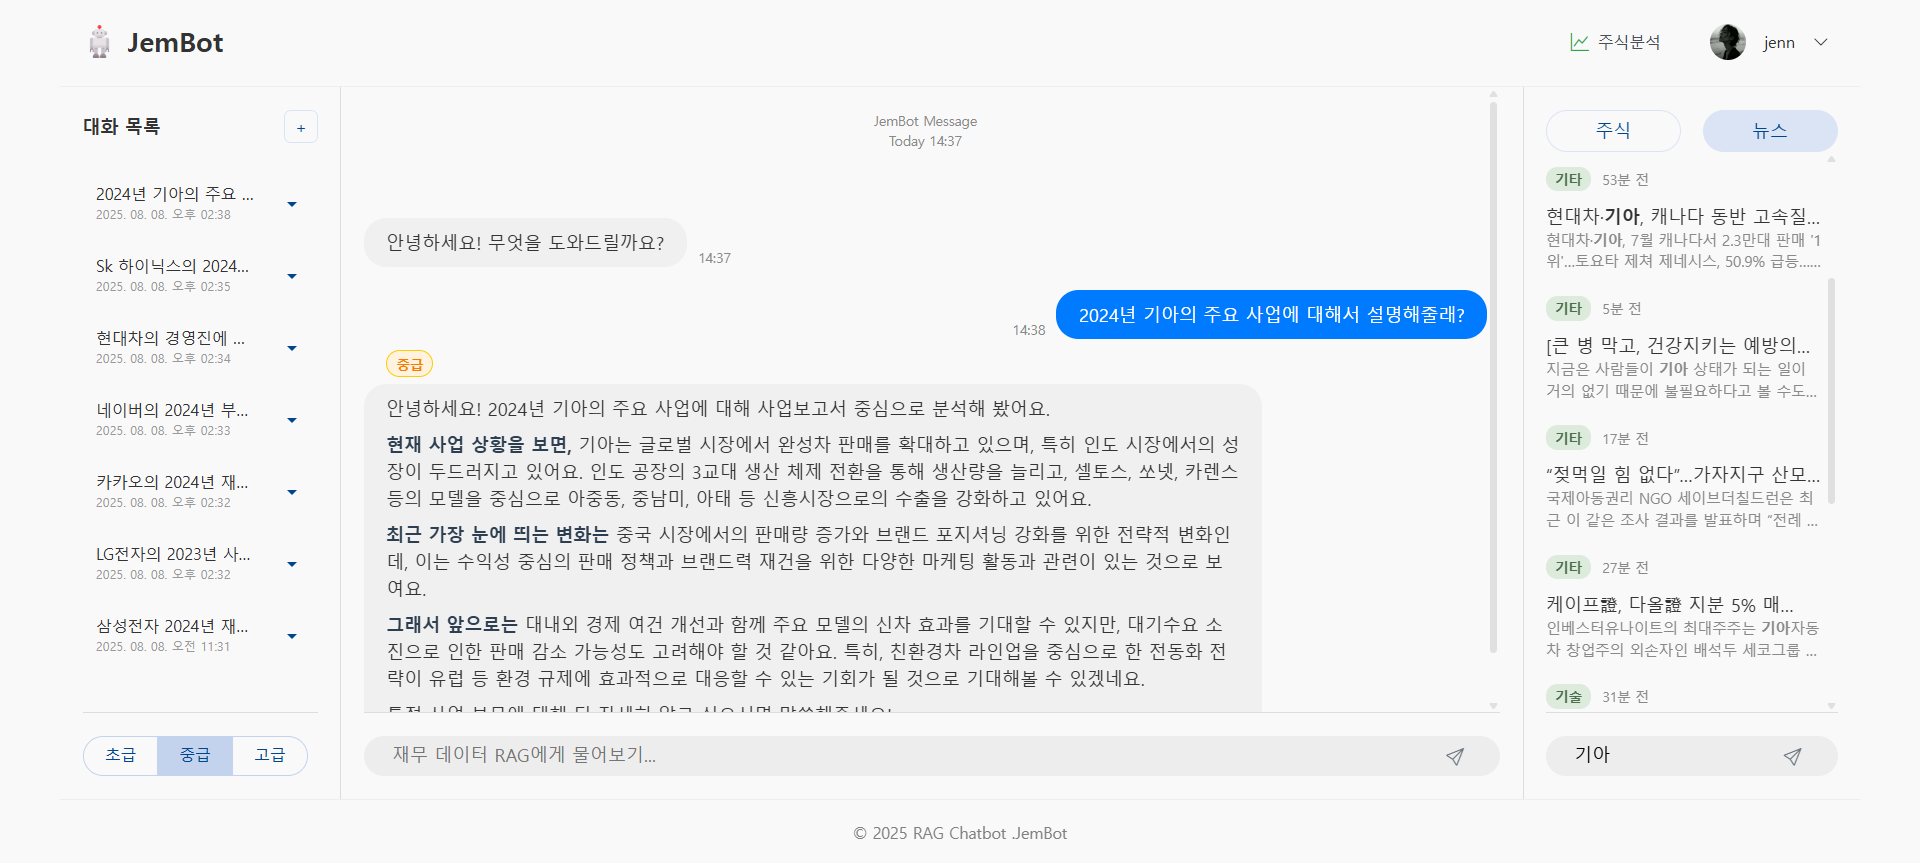 JemBot
주식분석
jenn
대화 목록
+
2024년 기아의 주요 ...
2025. 08. 08. 오후 02:38
Sk 하이닉스의 2024...
2025. 08. 08. 오후 02:35
현대차의 경영진에 ...
2025. 08. 08. 오후 02:34
네이버의 2024년 부...
2025. 08. 08. 오후 02:33
카카오의 2024년 재...
2025. 08. 08. 오후 02:32
LG전자의 2023년 사...
2025. 08. 08. 오후 02:32
삼성전자 2024년 재...
2025. 08. 08. 오전 11:31
초급
중급
고급
JemBot Message
Today 14:37
안녕하세요! 무엇을 도와드릴까요?
14:37
2024년 기아의 주요 사업에 대해서 설명해줄래?
14:38
중급
안녕하세요! 2024년 기아의 주요 사업에 대해 사업보고서 중심으로 분석해 봤어요.
현재 사업 상황을 보면, 기아는 글로벌 시장에서 완성차 판매를 확대하고 있으며, 특히 인도 시장에서의 성
장이 두드러지고 있어요. 인도 공장의 3교대 생산 체제 전환을 통해 생산량을 늘리고, 셀토스, 쏘넷, 카렌스
등의 모델을 중심으로 아중동, 중남미, 아태 등 신흥시장으로의 수출을 강화하고 있어요.
최근 가장 눈에 띄는 변화는 중국 시장에서의 판매량 증가와 브랜드 포지셔닝 강화를 위한 전략적 변화인
데, 이는 수익성 중심의 판매 정책과 브랜드력 재건을 위한 다양한 마케팅 활동과 관련이 있는 것으로 보
여요.
그래서 앞으로는 대내외 경제 여건 개선과 함께 주요 모델의 신차 효과를 기대할 수 있지만, 대기수요 소
진으로 인한 판매 감소 가능성도 고려해야 할 것 같아요. 특히, 친환경차 라인업을 중심으로 한 전동화 전
략이 유럽 등 환경 규제에 효과적으로 대응할 수 있는 기회가 될 것으로 기대해볼 수 있겠네요.
재무 데이터 RAG에게 물어보기...
주식
뉴스
기타 53분 전
현대차·기아, 캐나다 동반 고속질...
현대차·기아, 7월 캐나다서 2.3만대 판매 '1
위'...토요타 제쳐 제네시스, 50.9% 급등......
기타 5분 전
[큰 병 막고, 건강지키는 예방의...
지금은 사람들이 기아 상태가 되는 일이
거의 없기 때문에 불필요하다고 볼 수도...
기타 17분 전
“젖먹일 힘 없다”...가자지구 산모...
국제아동권리 NGO 세이브더칠드런은 최
근 이 같은 조사 결과를 발표하며 “전례 ...
기타 27분 전
케이프證, 다올證 지분 5% 매...
인베스터유나이트의 최대주주는 기아자동
차 창업주의 외손자인 배석두 세코그룹 ...
기술 31분 전
기아
© 2025 RAG Chatbot JemBot